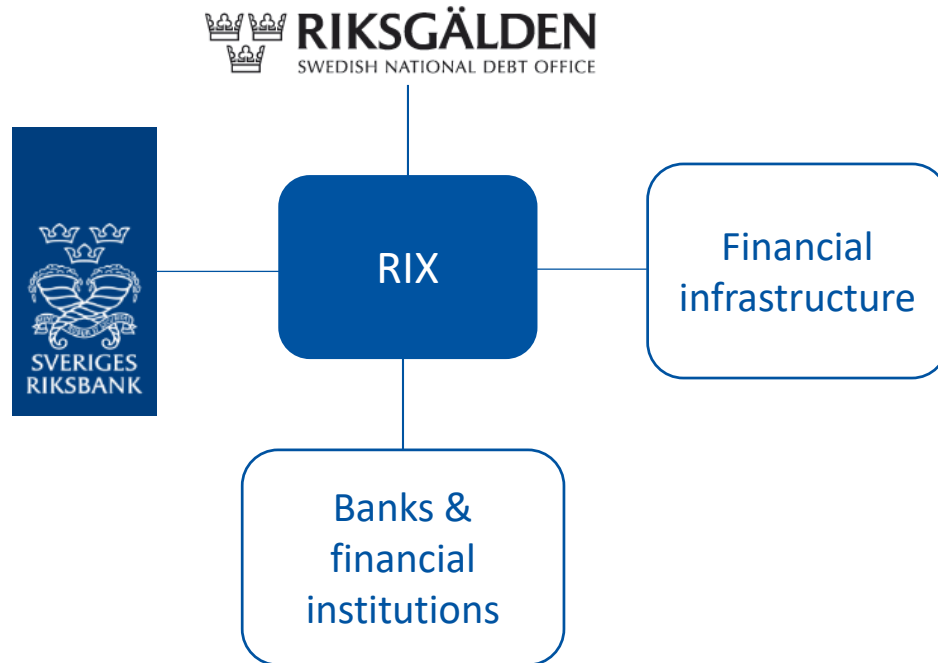 RIKSGÄLDEN
SWEDISH NATIONAL DEBT OFFICE
SVERIGES
RIKSBANK
RIX
Financial
infrastructure
Banks &
financial
institutions